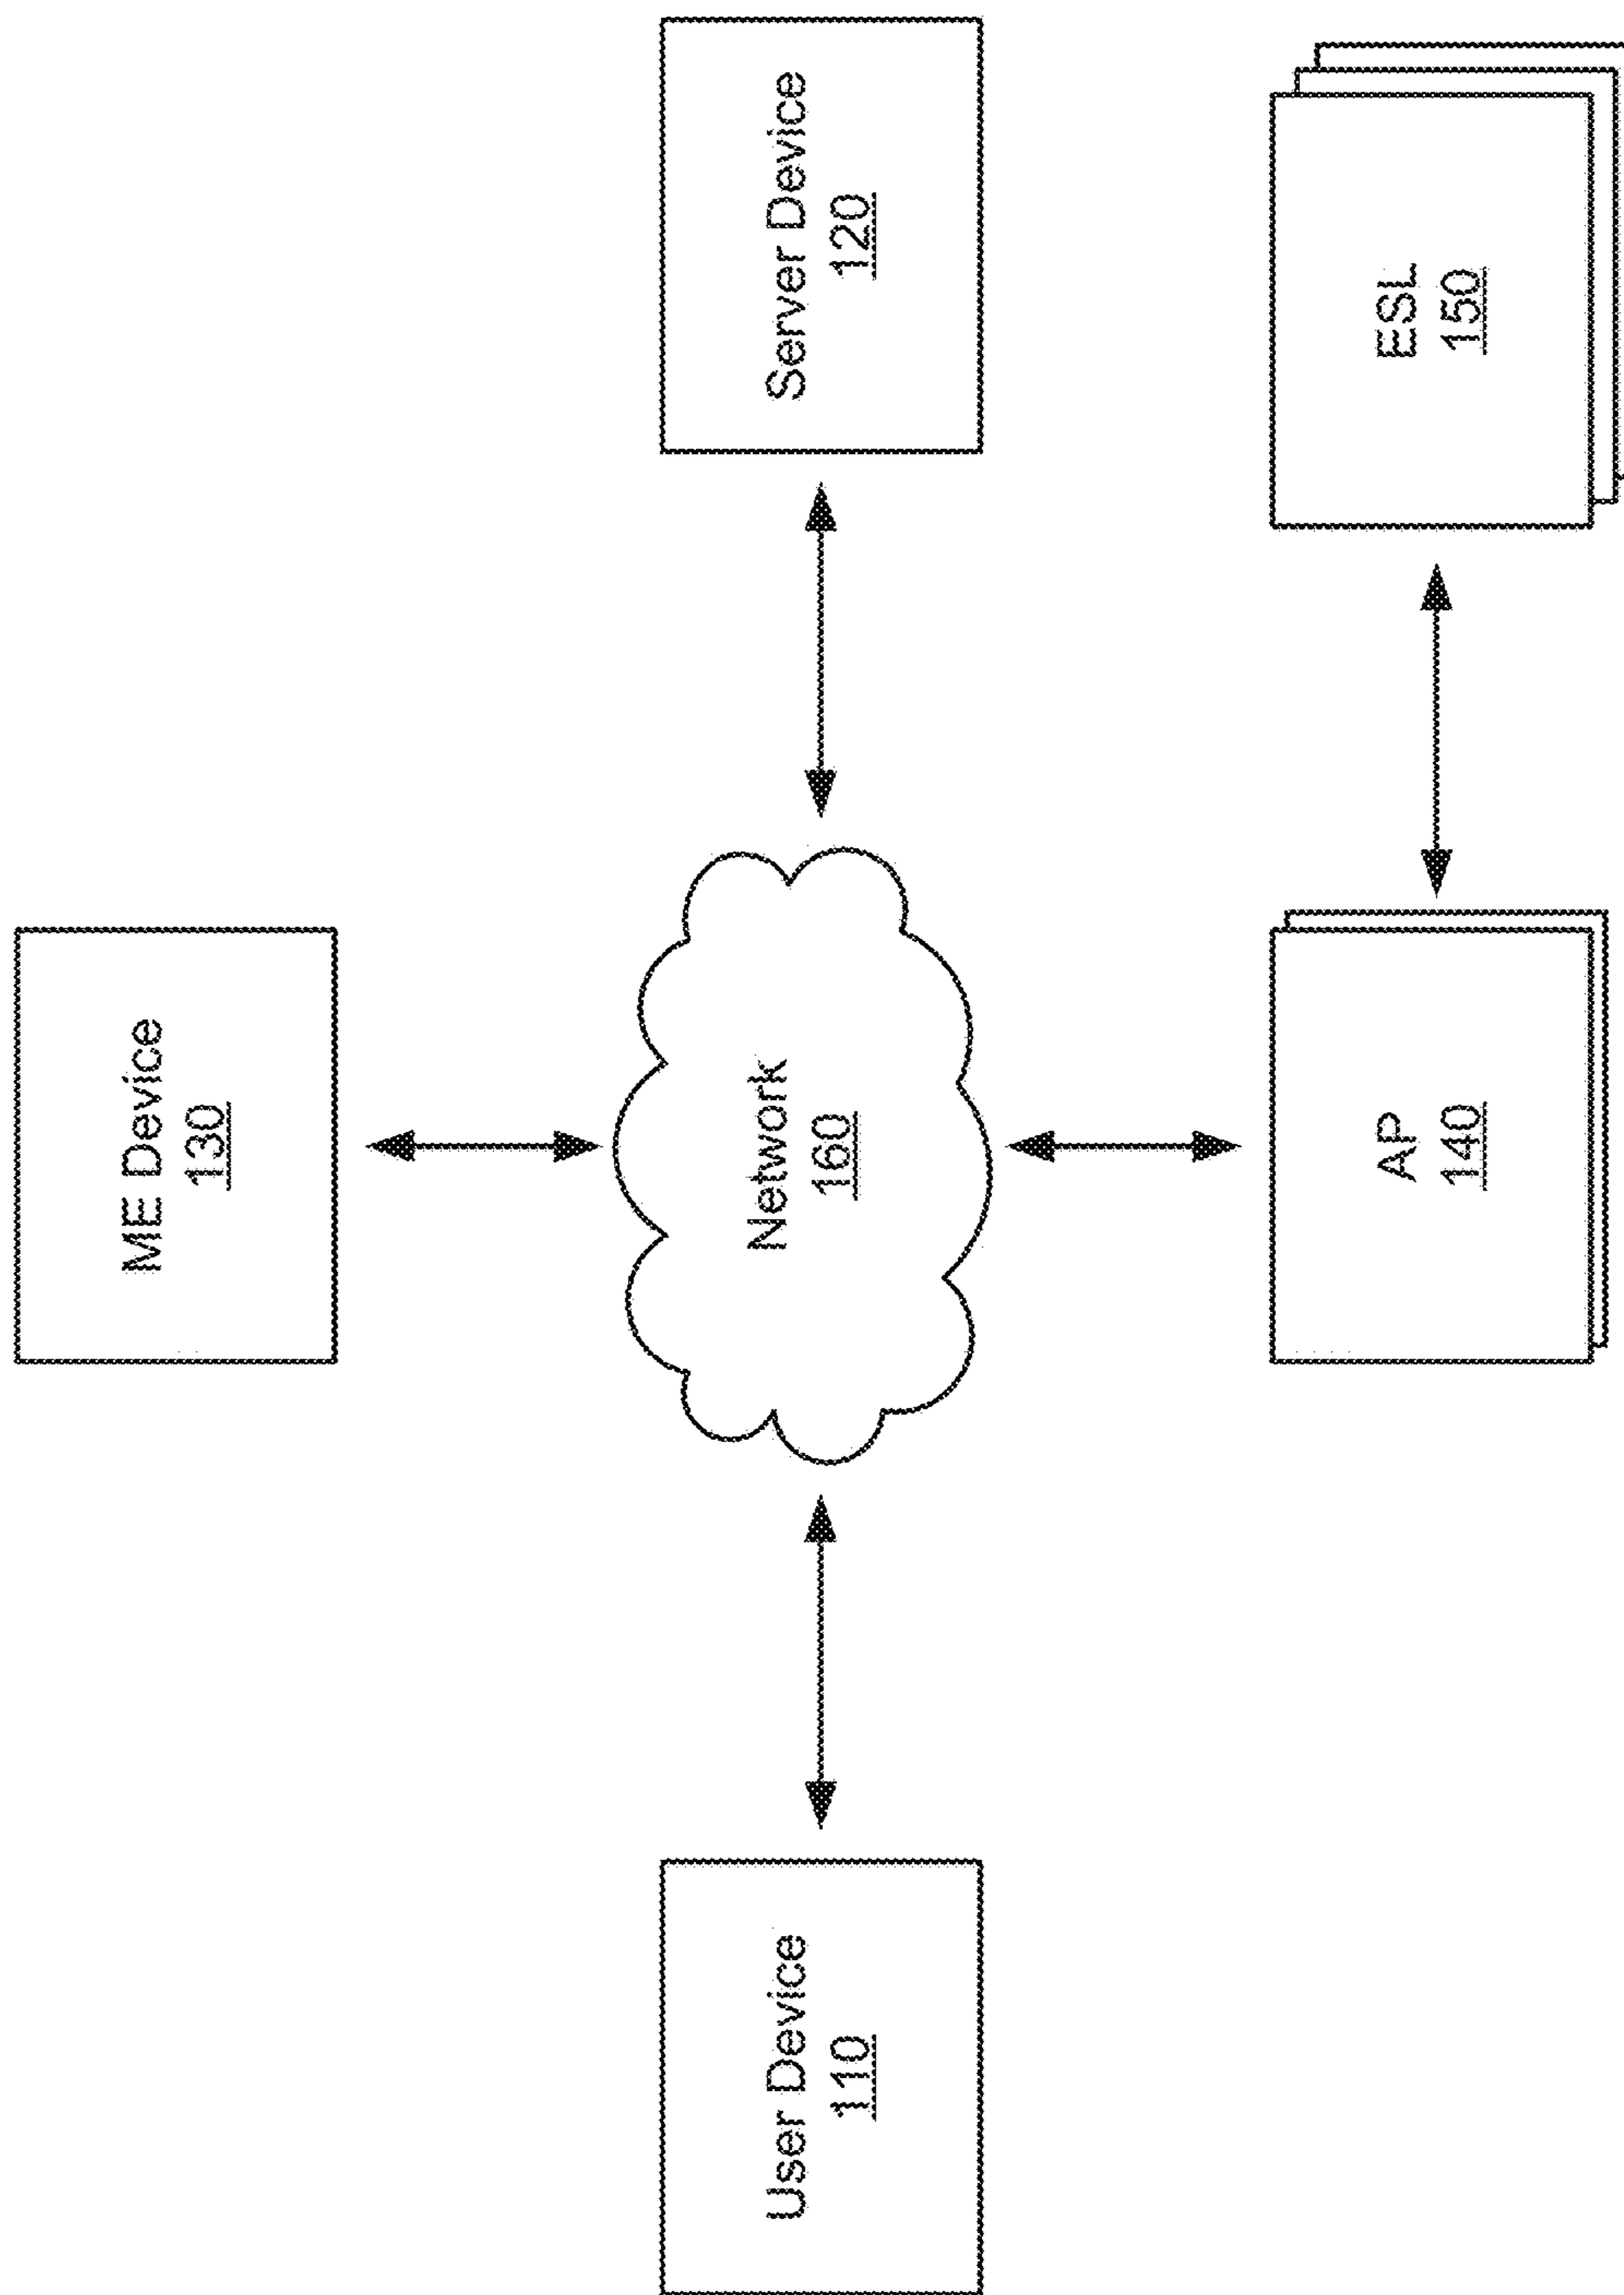 ME Device
130
User Device
110
Network
160
Server Device
120
AP
140
ESL
150